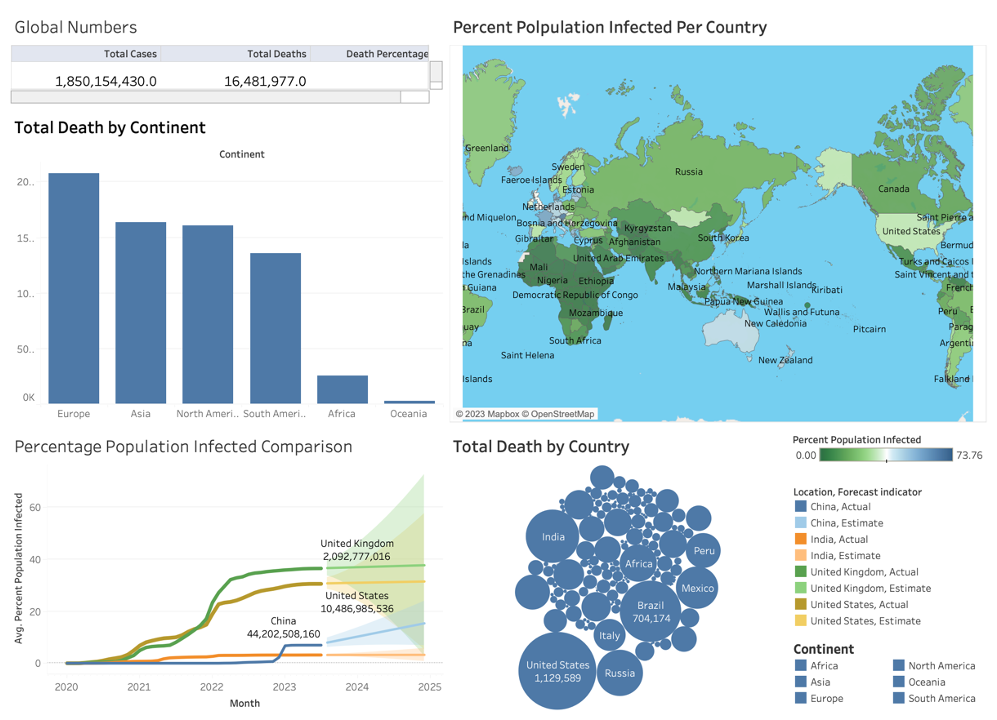 Global Numbers
Total Cases Total Deaths Death Percentage
1,850,154,430.0 16,481,977.0
Total Death by Continent
Continent
20..
15..
10..
50..
0K
Europe Asia North Ameri.. South Ameri.. Africa Oceania
Percent Polpulation Infected Per Country
Greenland
Sweden
Russia
Faeroe Islands
Estonia
Canada
Netherlands
nd Miquelon
Saint Pierre a
Bosnia and Herzegovina
Kyrgyzstan
United States
Gibraltar
Cyprus
Afghanistan
South Korea
Bermud
la
United Arab Emirates
Islands
Turks and Caicos I
Mali
Northern Mariana Islands
the Grenadines
Saint Vincent and t
Nigeria
Ethiopia
Malaysia
Marshall Islands
Kiribati
Guiana
French
Democratic Republic of Congo
Papua New Guinea
Brazil
Mozambique
Wallis and Futuna
Peru
New Caledonia
Pitcairn
uay
Parag
South Africa
na
Argenti
Saint Helena
New Zealand
Islands
Falkland I
© 2023 Mapbox © OpenStreetMap
Percentage Population Infected Comparison
Avg. Percent Population Infected
60
40
20
0
United Kingdom
2,092,777,016
United States
10,486,985,536
China
44,202,508,160
2020 2021 2022 2023 2024 2025
Month
Total Death by Country
India
Africa
Peru
Mexico
Brazil
704,174
Italy
United States
1,129,589
Russia
Percent Population Infected
0.00 73.76
Location, Forecast indicator
China, Actual
China, Estimate
India, Actual
India, Estimate
United Kingdom, Actual
United Kingdom, Estimate
United States, Actual
United States, Estimate
Continent
Africa North America
Asia Oceania
Europe South America